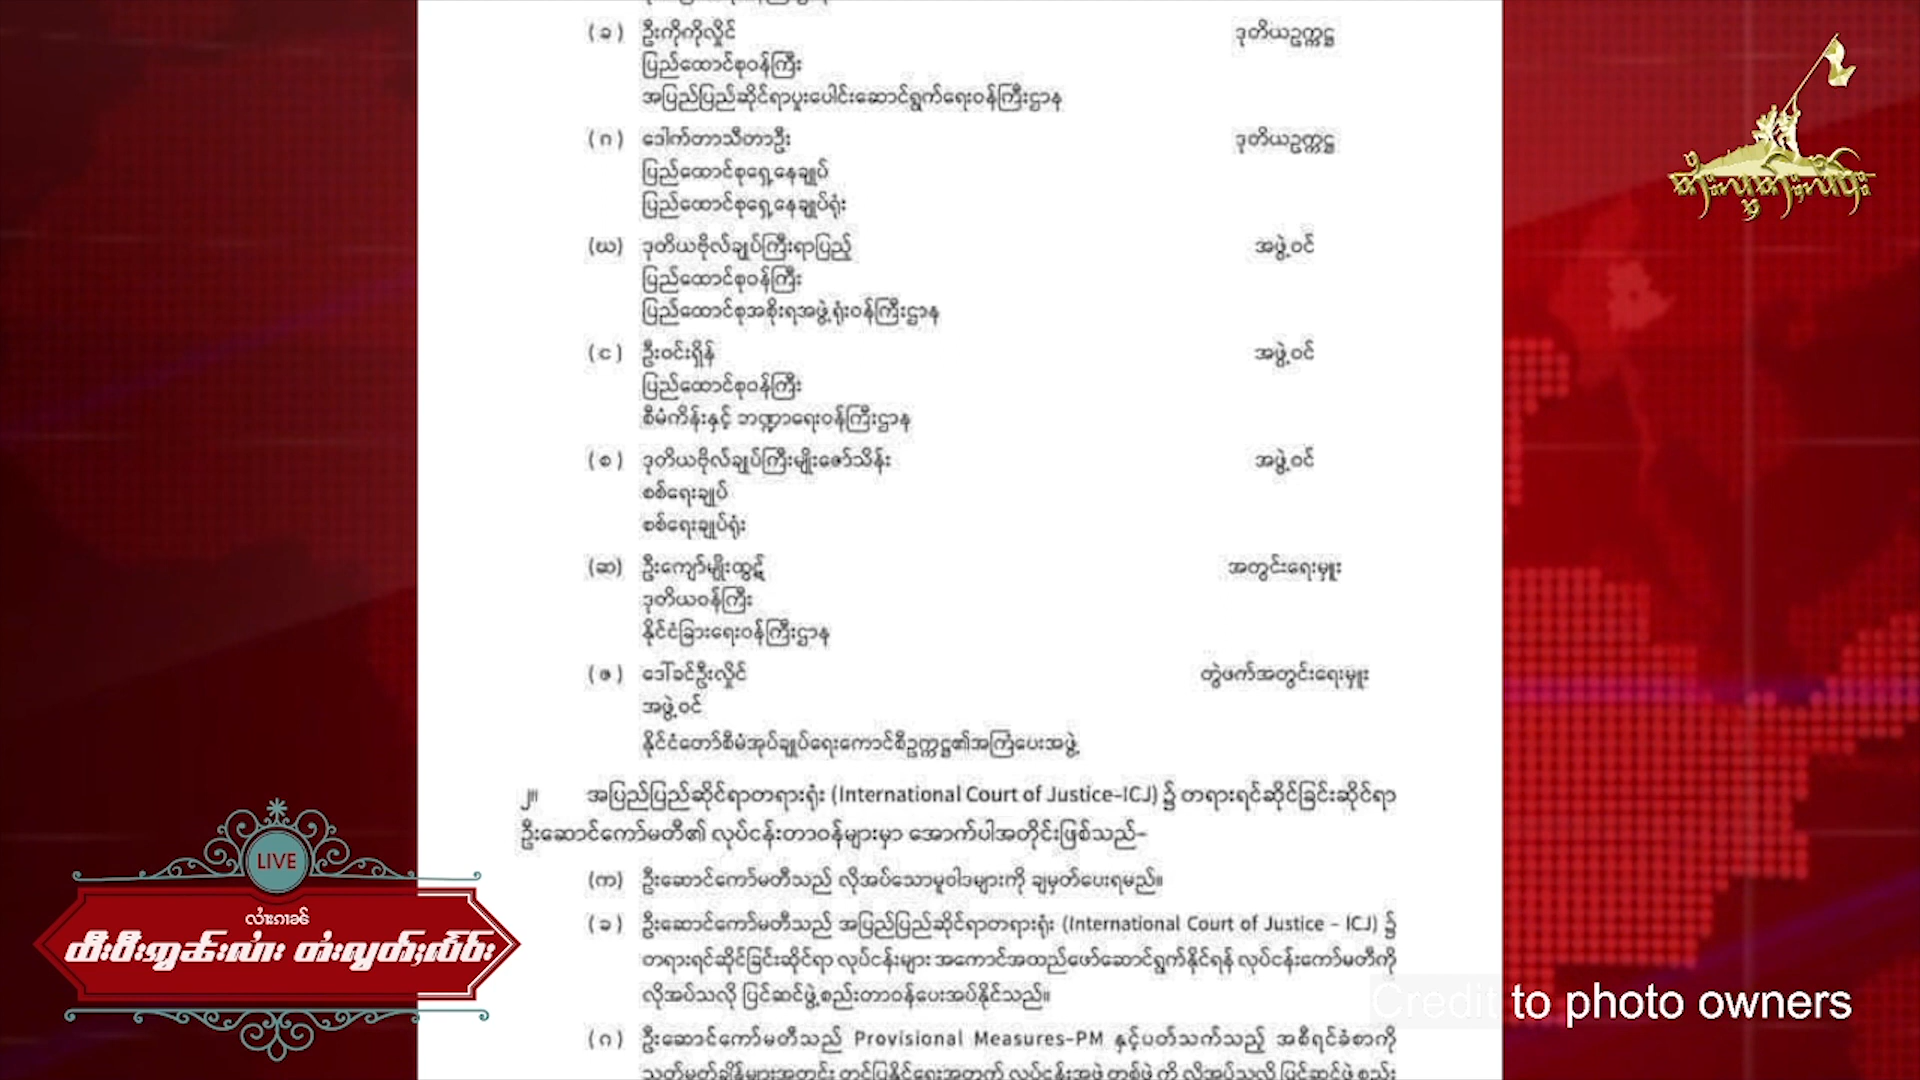 ( ခ ) ဦးကိုကိုလှိုင် ဒုတိယဥက္ကဋ္ဌ
ပြည်ထောင်စုဝန်ကြီး
အပြည်ပြည်ဆိုင်ရာပူးပေါင်းဆောင်ရွက်ရေးဝန်ကြီးဌာန
( ဂ ) ဒေါက်တာသီတာဦး ဒုတိယဥက္ကဋ္ဌ
ပြည်ထောင်စုရှေ့နေချုပ်
ပြည်ထောင်စုရှေ့နေချုပ်ရုံး
(ဃ) ဒုတိယဗိုလ်ချုပ်ကြီးရာပြည့် အဖွဲ့ဝင်
ပြည်ထောင်စုဝန်ကြီး
ပြည်ထောင်စုအစိုးရအဖွဲ့ရုံးဝန်ကြီးဌာန
( င ) ဦးဝင်းရှိန် အဖွဲ့ဝင်
ပြည်ထောင်စုဝန်ကြီး
စီမံကိန်းနှင့် ဘဏ္ဍာရေးဝန်ကြီးဌာန
( စ ) ဒုတိယဗိုလ်ချုပ်ကြီးမျိုးဇော်သိန်း အဖွဲ့ဝင်
စစ်ရေးချုပ်
စစ်ရေးချုပ်ရုံး
(ဆ) ဦးကျော်မျိုးထွဋ် အတွင်းရေးမှူး
ဒုတိယဝန်ကြီး
နိုင်ငံခြားရေးဝန်ကြီးဌာန
( ဇ ) ဒေါ်ခင်ဦးလှိုင် တွဲဖက်အတွင်းရေးမှူး
အဖွဲ့ဝင်
နိုင်ငံတော်စီမံအုပ်ချုပ်ရေးကောင်စီဥက္ကဋ္ဌ၏အကြံပေးအဖွဲ့
၂။ အပြည်ပြည်ဆိုင်ရာတရားရုံး (International Court of Justice-ICJ) ၌ တရားရင်ဆိုင်ခြင်းဆိုင်ရာ
ဦးဆောင်ကော်မတီ၏ လုပ်ငန်းတာဝန်များမှာ အောက်ပါအတိုင်းဖြစ်သည်-
(က) ဦးဆောင်ကော်မတီသည် လိုအပ်သောမူဝါဒများကို ချမှတ်ပေးရမည်။
( ခ ) ဦးဆောင်ကော်မတီသည် အပြည်ပြည်ဆိုင်ရာတရားရုံး (International Court of Justice - ICJ) ၌
တရားရင်ဆိုင်ခြင်းဆိုင်ရာ လုပ်ငန်းများ အကောင်အထည်ဖော်ဆောင်ရွက်နိုင်ရန် လုပ်ငန်းကော်မတီကို
လိုအပ်သလို ပြင်ဆင်ဖွဲ့စည်းတာဝန်ပေးအပ်နိုင်သည်။
( ဂ ) ဦးဆောင်ကော်မတီသည် Provisional Measures-PM နှင့်ပတ်သက်သည့် အစီရင်ခံစာကို
LIVE
Credit to photo owners